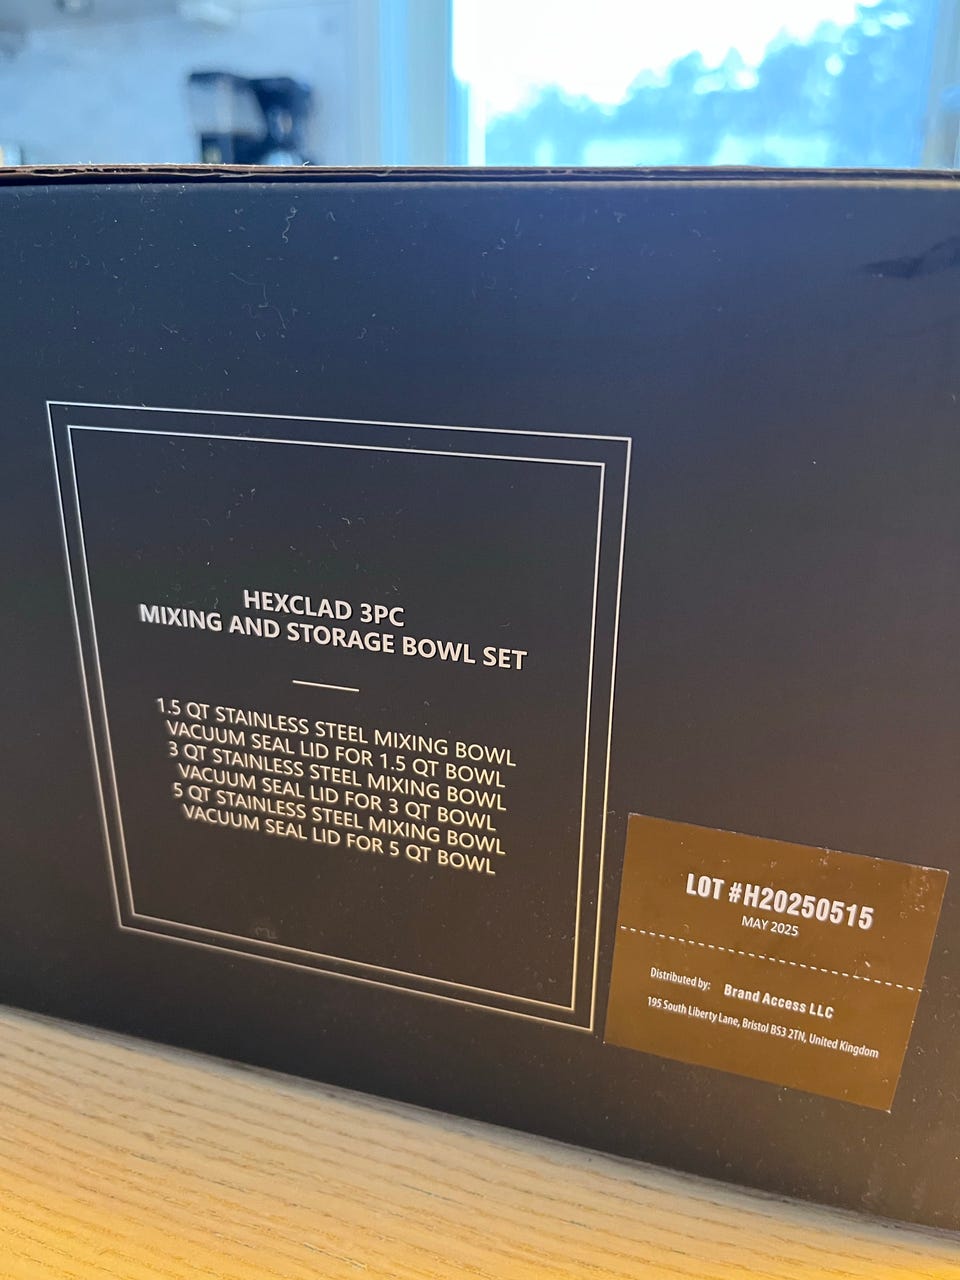 HEXCLAD 3PC
MIXING AND STORAGE BOWL SET
1.5 QT STAINLESS STEEL MIXING BOWL
VACUUM SEAL LID FOR 1.5 QT BOWL
3 QT STAINLESS STEEL MIXING BOWL
VACUUM SEAL LID FOR 3 QT BOWL
5 QT STAINLESS STEEL MIXING BOWL
VACUUM SEAL LID FOR 5 QT BOWL
LOT #H20250515
MAY 2025
Distributed by: Brand Access LLC
195 South Liberty Lane, Bristol BS3 2TN, United Kingdom